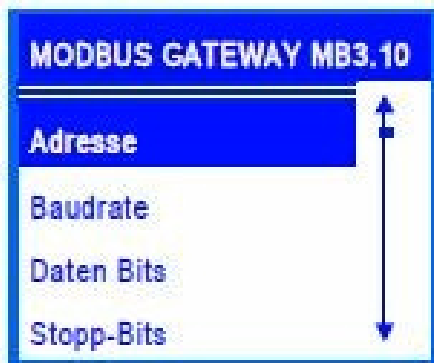 MODBUS GATEWAY MB3.10
Adresse
Baudrate
Daten Bits
Stopp-Bits